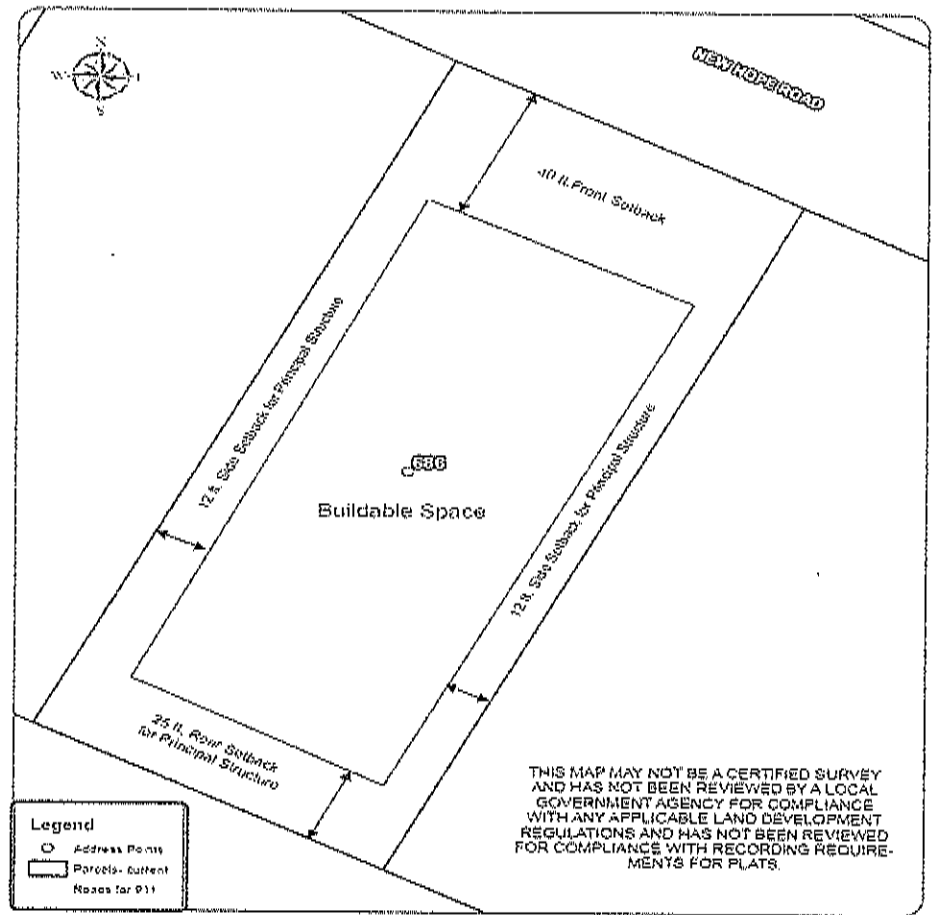 N
W
S
NEW HOPE ROAD
40 ft. Front Setback
12 ft. Side Setback for Principal Structure
686
Buildable Space
12 ft. Side Setback for Principal Structure
25 ft. Rear Setback
for Principal Structure
THIS MAP MAY NOT BE A CERTIFIED SURVEY
AND HAS NOT BEEN REVIEWED BY A LOCAL
GOVERNMENT AGENCY FOR COMPLIANCE
WITH ANY APPLICABLE LAND DEVELOPMENT
REGULATIONS AND HAS NOT BEEN REVIEWED
FOR COMPLIANCE WITH RECORDING REQUIRE-
MENTS FOR PLATS.
Legend
Address Points
Parcels- current
Roads for 911